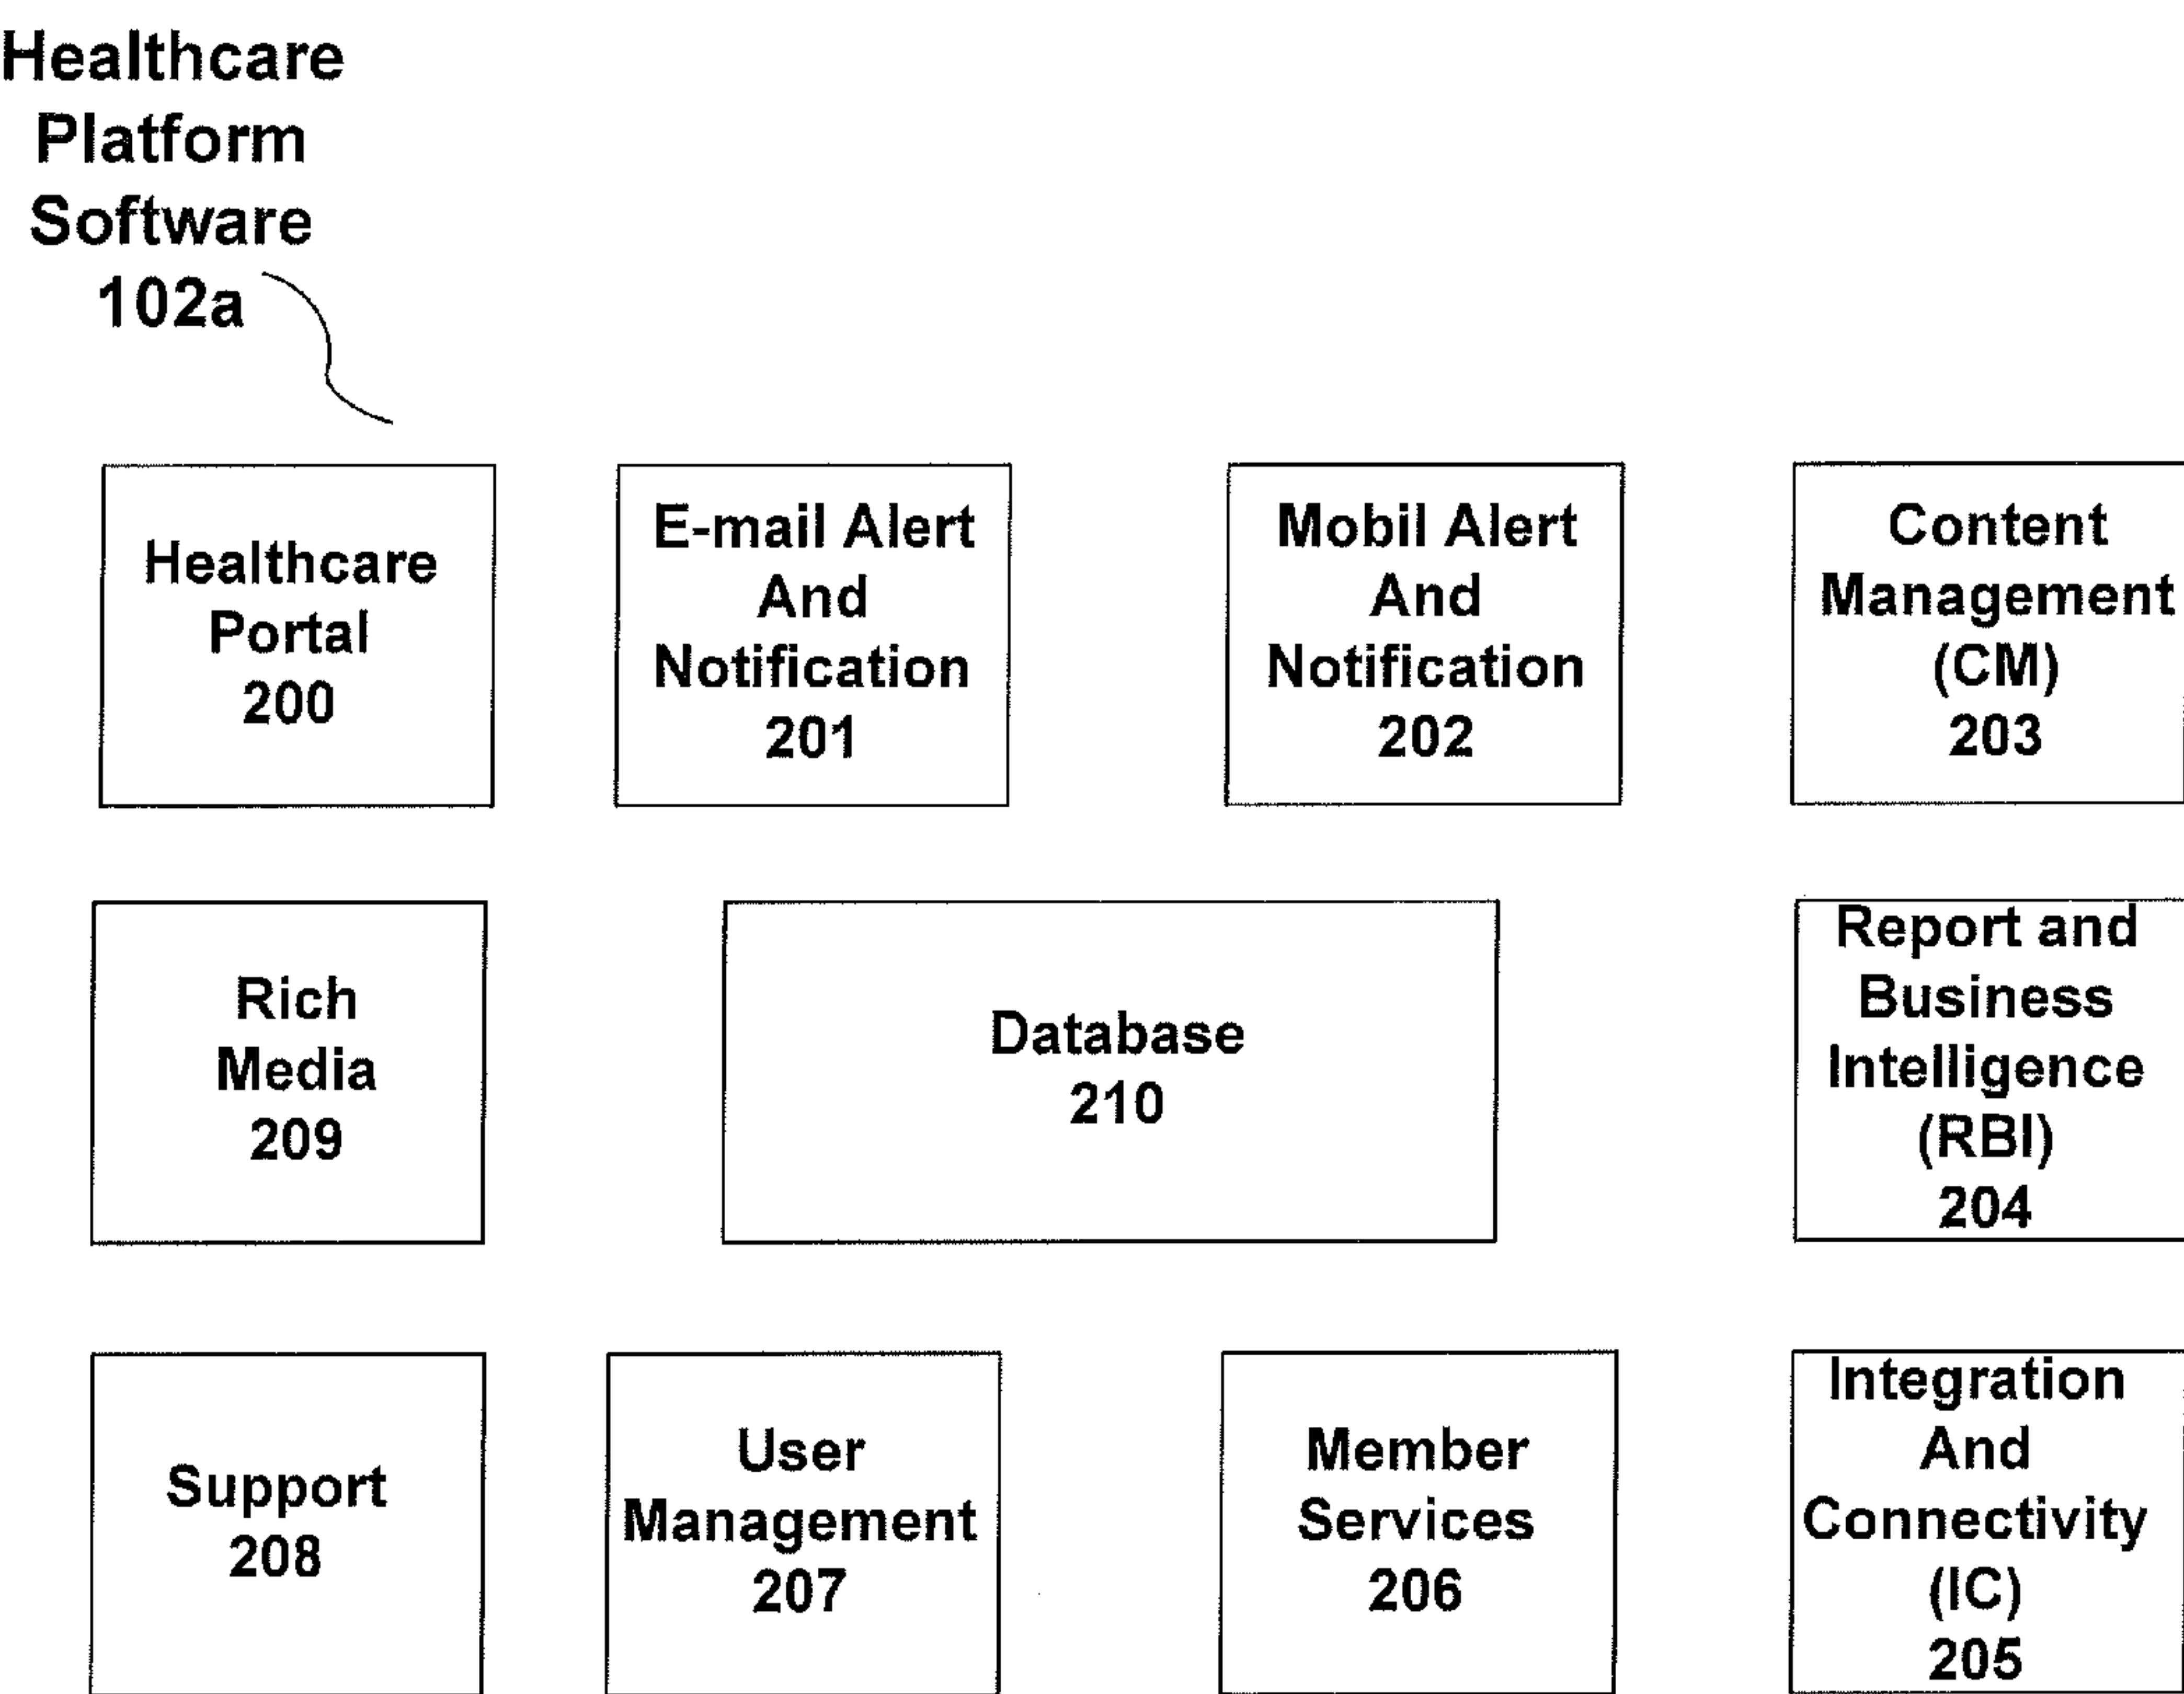 Healthcare
Platform
Software
102a
Healthcare
Portal
200
E-mail Alert
And
Notification
201
Mobil Alert
And
Notification
202
Content
Management
(CM)
203
Rich
Media
209
Database
210
Report and
Business
Intelligence
(RBI)
204
Support
208
User
Management
207
Member
Services
206
Integration
And
Connectivity
(IC)
205